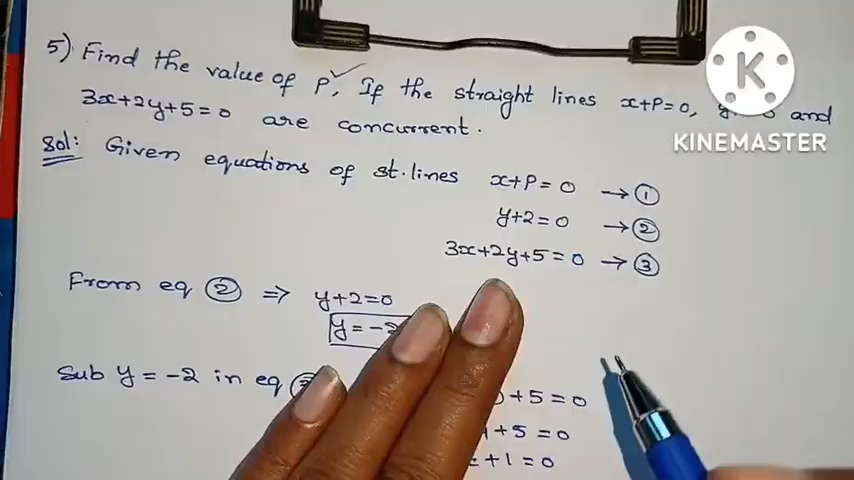 5) Find the value of P, If the straight lines x+P=0, and
3x+2y+5=0 are concurrent.
Sol: Given equations of st.lines x+P=0 → ①
y+2=0 → ②
3x+2y+5=0 → ③
From eq ② ⇒ y+2=0
y=-2
Sub y=-2 in eq +5=0
+5=0
+1=0
K
KINEMASTER